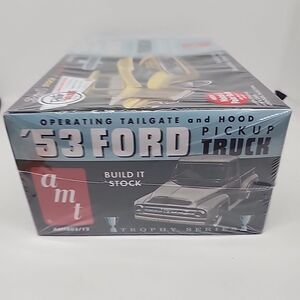 OPERATING TAILGATE and HOOD
'53 FORD PICKUP TRUCK
BUILD IT STOCK
amt
TROPHY SERIES